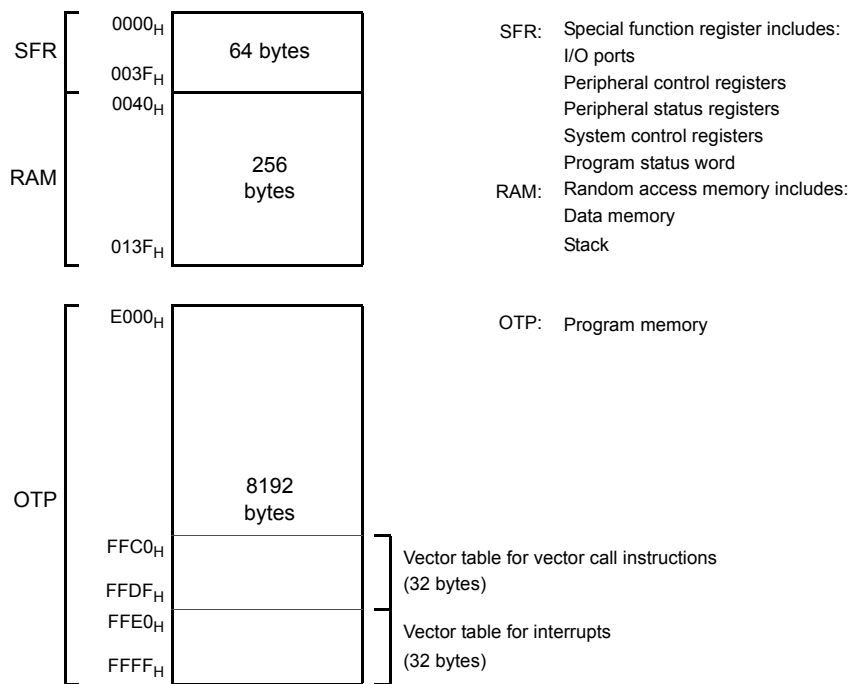 0000H
SFR
64 bytes
003FH
0040H
RAM
256
bytes
013FH
SFR: Special function register includes:
I/O ports
Peripheral control registers
Peripheral status registers
System control registers
Program status word
RAM: Random access memory includes:
Data memory
Stack
E000H
OTP: Program memory
OTP
8192
bytes
FFC0H
Vector table for vector call instructions
(32 bytes)
FFDFH
FFE0H
Vector table for interrupts
(32 bytes)
FFFFH